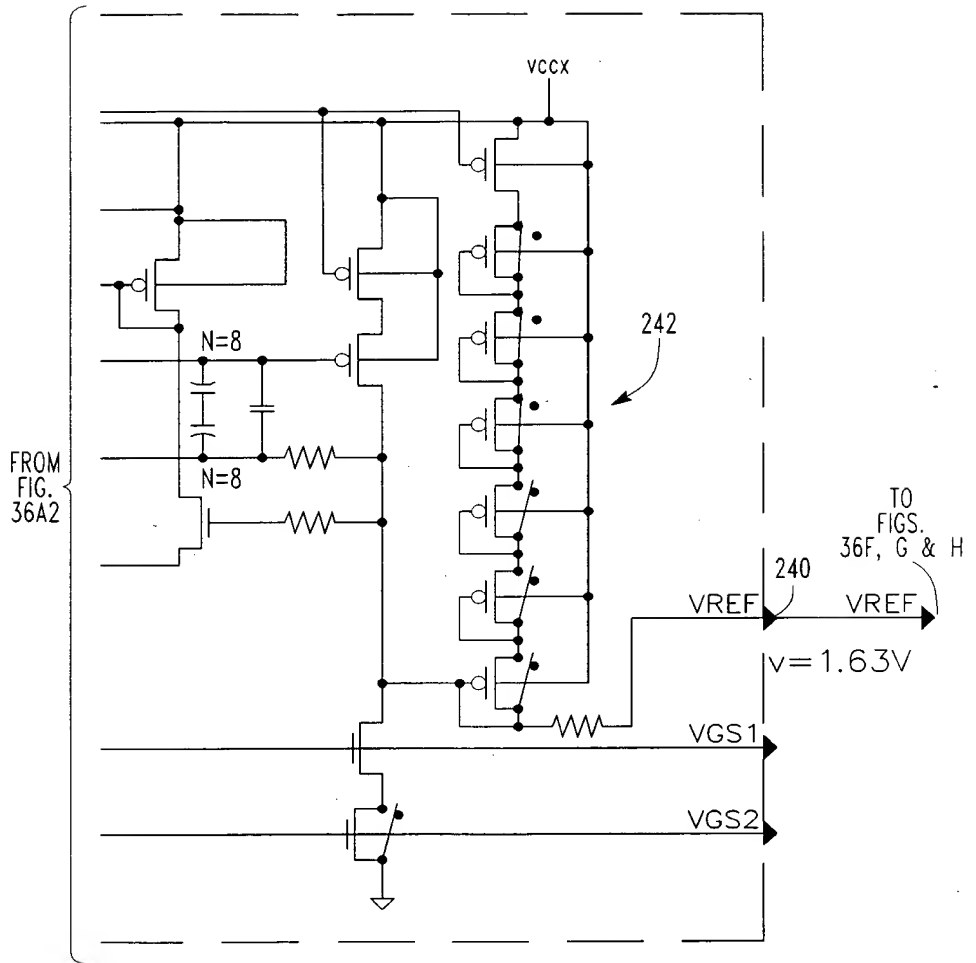 VCCX
N=8
242
FROM
FIG.
36A2
N=8
TO
FIGS.
36F, G & H
240
VREF
VREF
v=1.63V
VGS1
VGS2